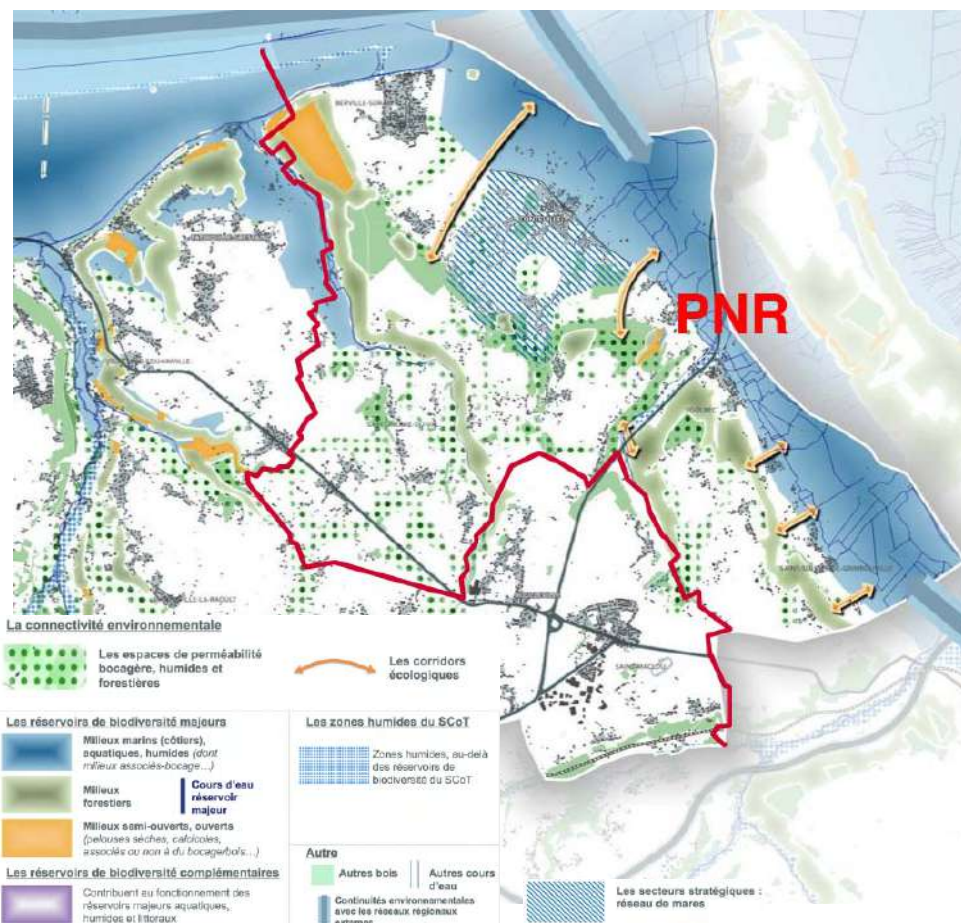 BERVILLE-SUR
PNR
La connectivité environnementale
Les espaces de perméabilité
bocagère, humides et
forestières
Les corridors
écologiques
Les réservoirs de biodiversité majeurs
Milieux marins (côtiers),
aquatiques, humides (dont
milieux associés-bocage...)
Milieux
forestiers
Cours d'eau
réservoir
majeur
Milieux semi-ouverts, ouverts
(pelouses sèches, calcicoles,
associés ou non à du bocage/bois...)
Les réservoirs de biodiversité complémentaires
Contribuent au fonctionnement des
réservoirs majeurs aquatiques,
humides et littoraux
Les zones humides du SCoT
Zones humides, au-delà
des réservoirs de
biodiversité du SCoT
Autre
Autres bois
Autres cours
d'eau
Continuités environnementales
avec les réseaux régionaux
externes
Les secteurs stratégiques :
réseau de mares